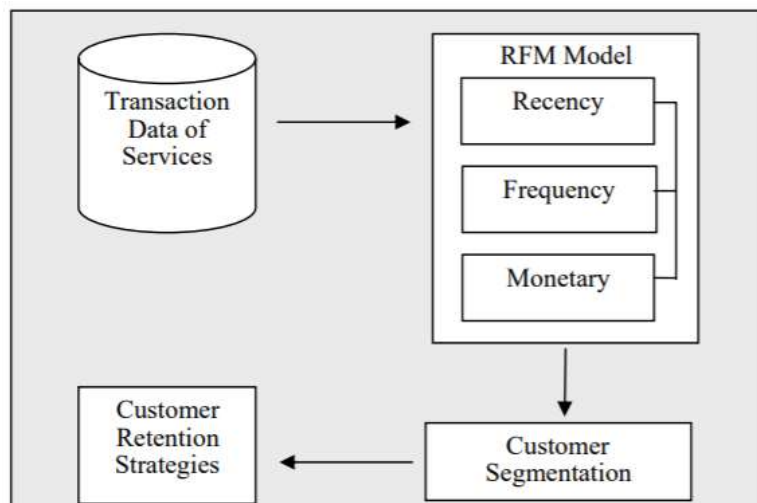 Transaction
Data of
Services
RFM Model
Recency
Frequency
Monetary
Customer
Segmentation
Customer
Retention
Strategies